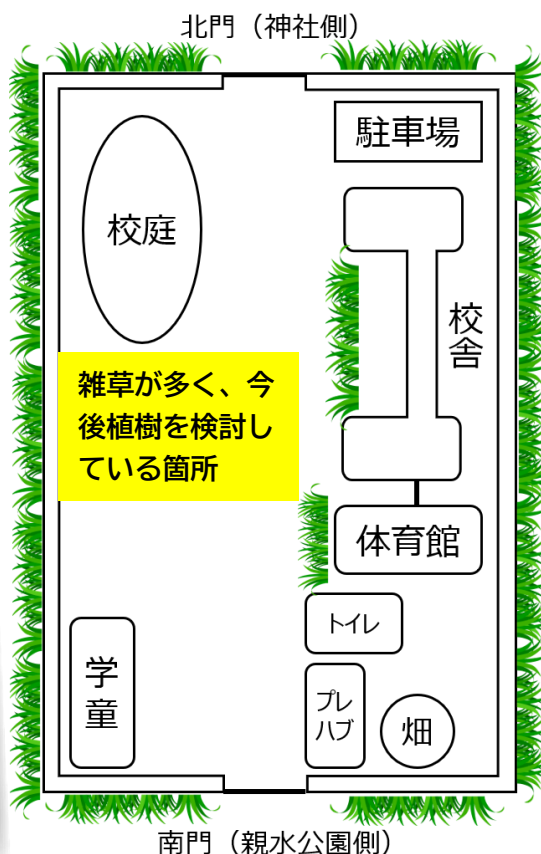 北門（神社側）
駐車場
校庭
校舎
雑草が多く、今
後植樹を検討し
ている箇所
体育館
トイレ
学童
プレ
ハブ
畑
南門（親水公園側）